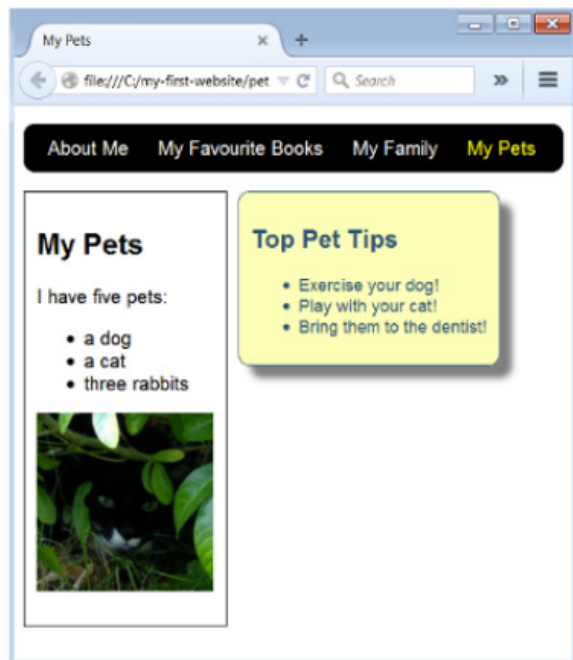 My Pets
file:///C:/my-first-website/pet
Search
About Me My Favourite Books My Family My Pets
My Pets
I have five pets:
a dog
a cat
three rabbits
Top Pet Tips
Exercise your dog!
Play with your cat!
Bring them to the dentist!